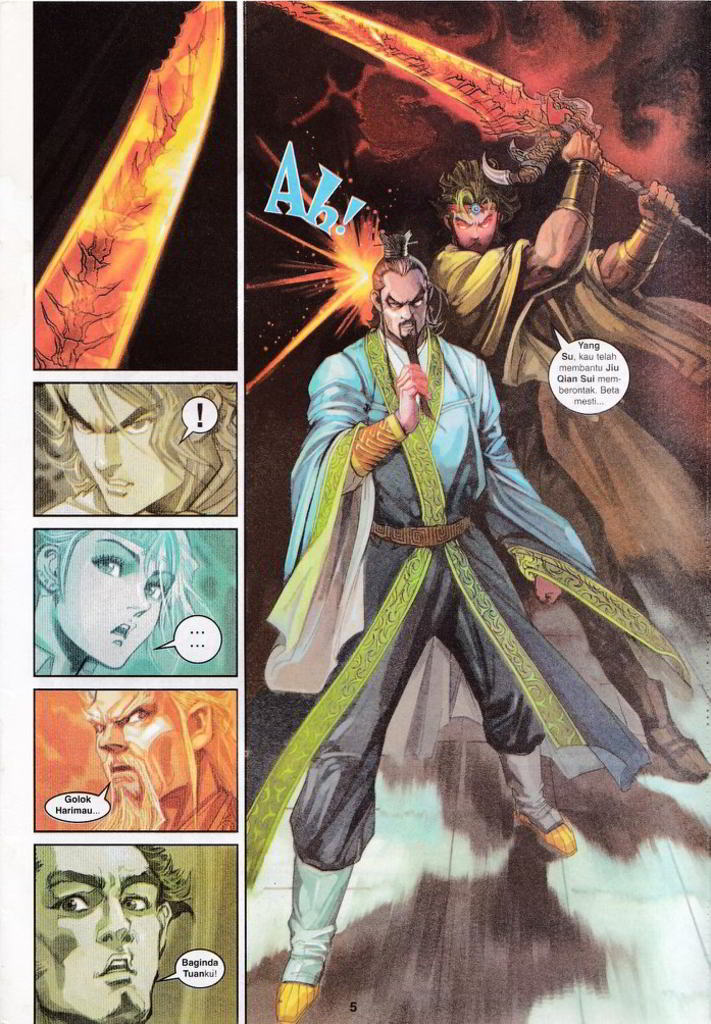 !
...
...
Golok
Harimau...
Baginda
Tuanku!
Ah!
Yang
Su, kau telah
membantu Jiu
Qian Sui mem-
berontak. Beta
mesti...
5